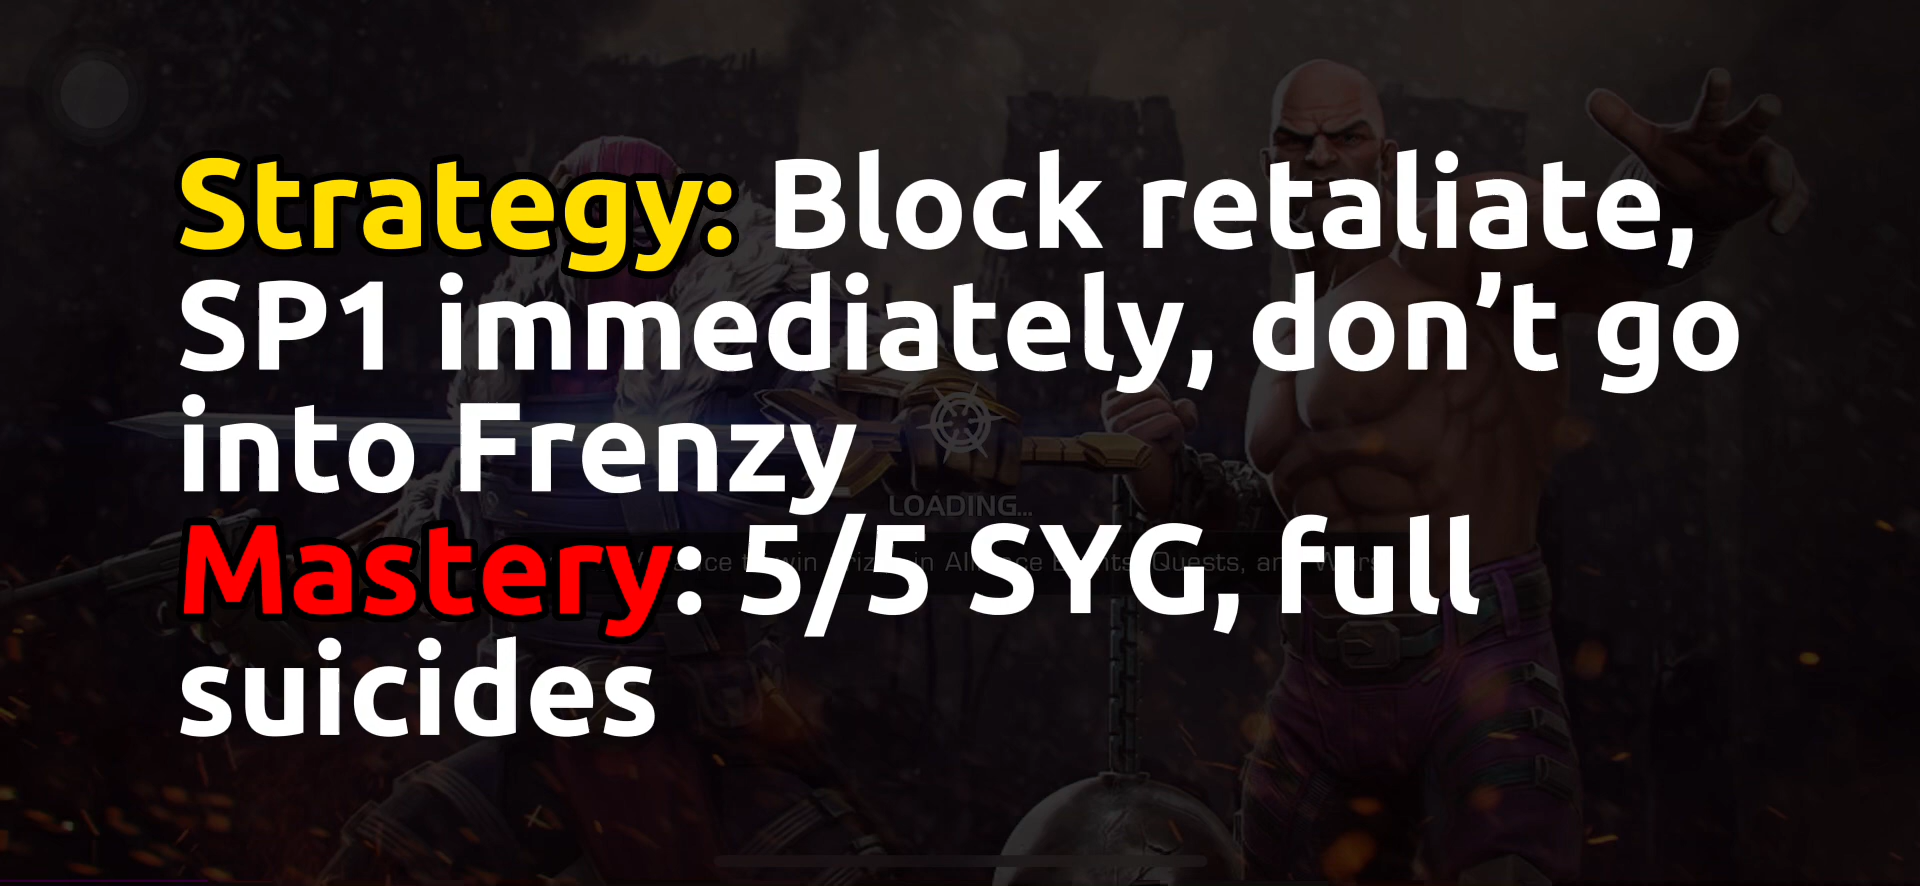 Strategy: Block retaliate,
SP1 immediately, don’t go
into Frenzy
LOADING...
Mastery: 5/5 SYG, full
suicides